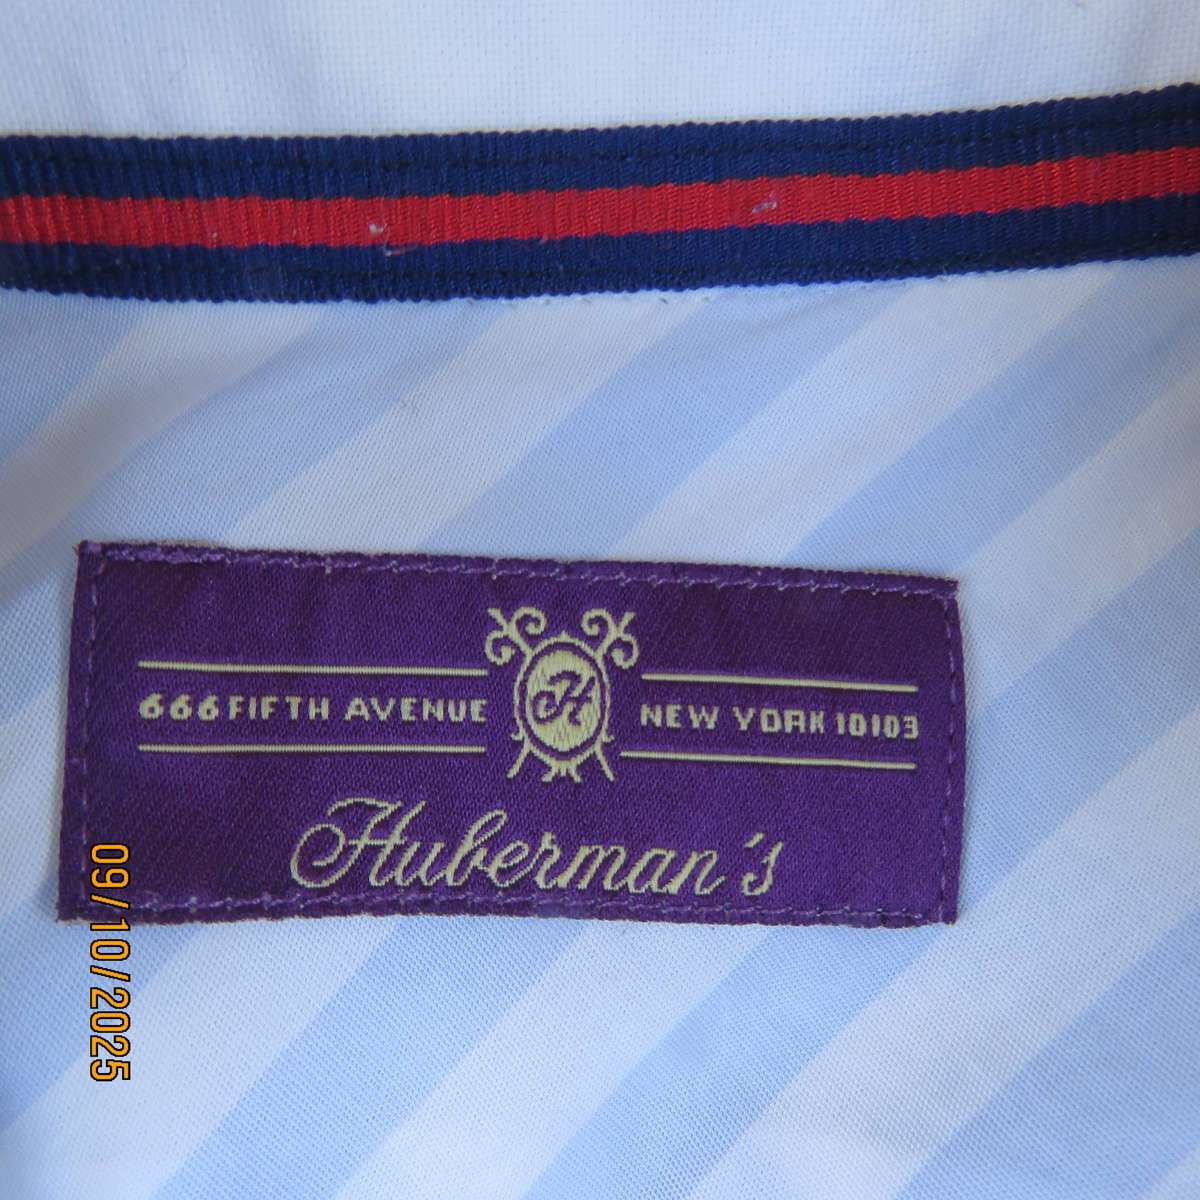 666 FIFTH AVENUE H NEW YORK 10103
Huberman's
09/10/2025